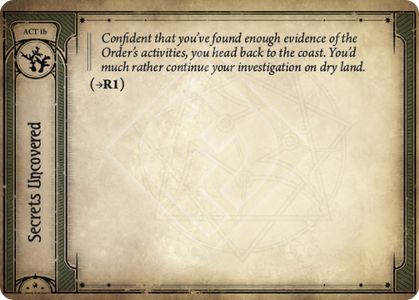 ACT 1b
Secrets Uncovered
Confident that you've found enough evidence of the
Order's activities, you head back to the coast. You'd
much rather continue your investigation on dry land.
(→R1)